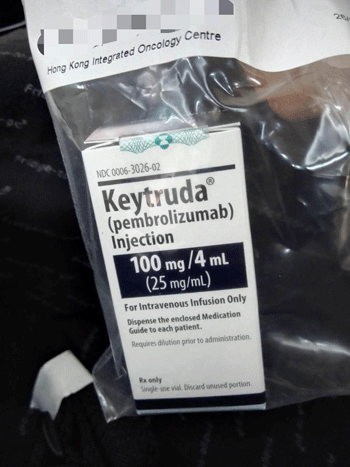 Hong Kong Integrated Oncology Centre
NDC 0006-3026-02
Keytruda®
(pembrolizumab)
Injection
100 mg/4 mL
(25 mg/mL)
For Intravenous Infusion Only
Dispense the enclosed Medication
Guide to each patient.
Requires dilution prior to administration.
Rx only
Single-use vial. Discard unused portion.